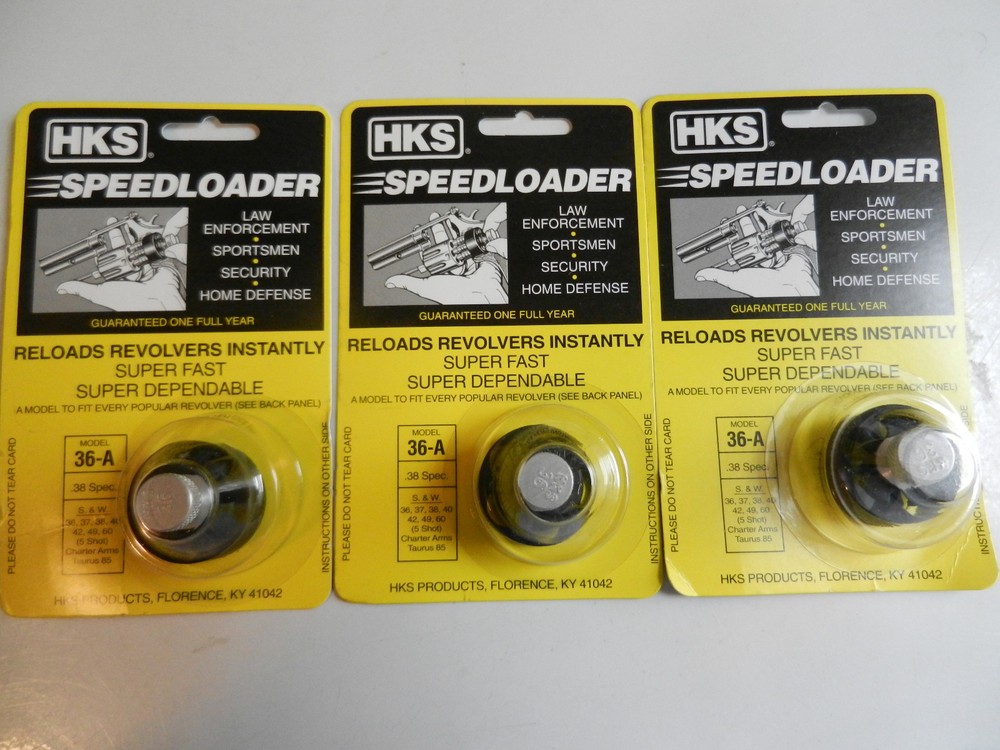 HKS®
SPEEDLOADER
LAW
ENFORCEMENT
•
SPORTSMEN
•
SECURITY
•
HOME DEFENSE
GUARANTEED ONE FULL YEAR
RELOADS REVOLVERS INSTANTLY
SUPER FAST
SUPER DEPENDABLE
A MODEL TO FIT EVERY POPULAR REVOLVER (SEE BACK PANEL)
PLEASE DO NOT TEAR CARD
MODEL
36-A
.38 Spec.
S. & W.
36, 37, 38, 40
42, 49, 60
(5 Shot)
Charter Arms
Taurus 85
INSTRUCTIONS ON OTHER SIDE
HKS PRODUCTS, FLORENCE, KY 41042
HKS®
SPEEDLOADER
LAW
ENFORCEMENT
•
SPORTSMEN
•
SECURITY
•
HOME DEFENSE
GUARANTEED ONE FULL YEAR
RELOADS REVOLVERS INSTANTLY
SUPER FAST
SUPER DEPENDABLE
A MODEL TO FIT EVERY POPULAR REVOLVER (SEE BACK PANEL)
PLEASE DO NOT TEAR CARD
MODEL
36-A
.38 Spec.
S. & W.
36, 37, 38, 40
42, 49, 60
(5 Shot)
Charter Arms
Taurus 85
INSTRUCTIONS ON OTHER SIDE
HKS PRODUCTS, FLORENCE, KY 41042
HKS®
SPEEDLOADER
LAW
ENFORCEMENT
•
SPORTSMEN
•
SECURITY
•
HOME DEFENSE
GUARANTEED ONE FULL YEAR
RELOADS REVOLVERS INSTANTLY
SUPER FAST
SUPER DEPENDABLE
A MODEL TO FIT EVERY POPULAR REVOLVER (SEE BACK PANEL)
PLEASE DO NOT TEAR CARD
MODEL
36-A
.38 Spec.
S. & W.
36, 37, 38, 40
42, 49, 60
(5 Shot)
Charter Arms
Taurus 85
HKS PRODUCTS, FLORENCE, KY 41042